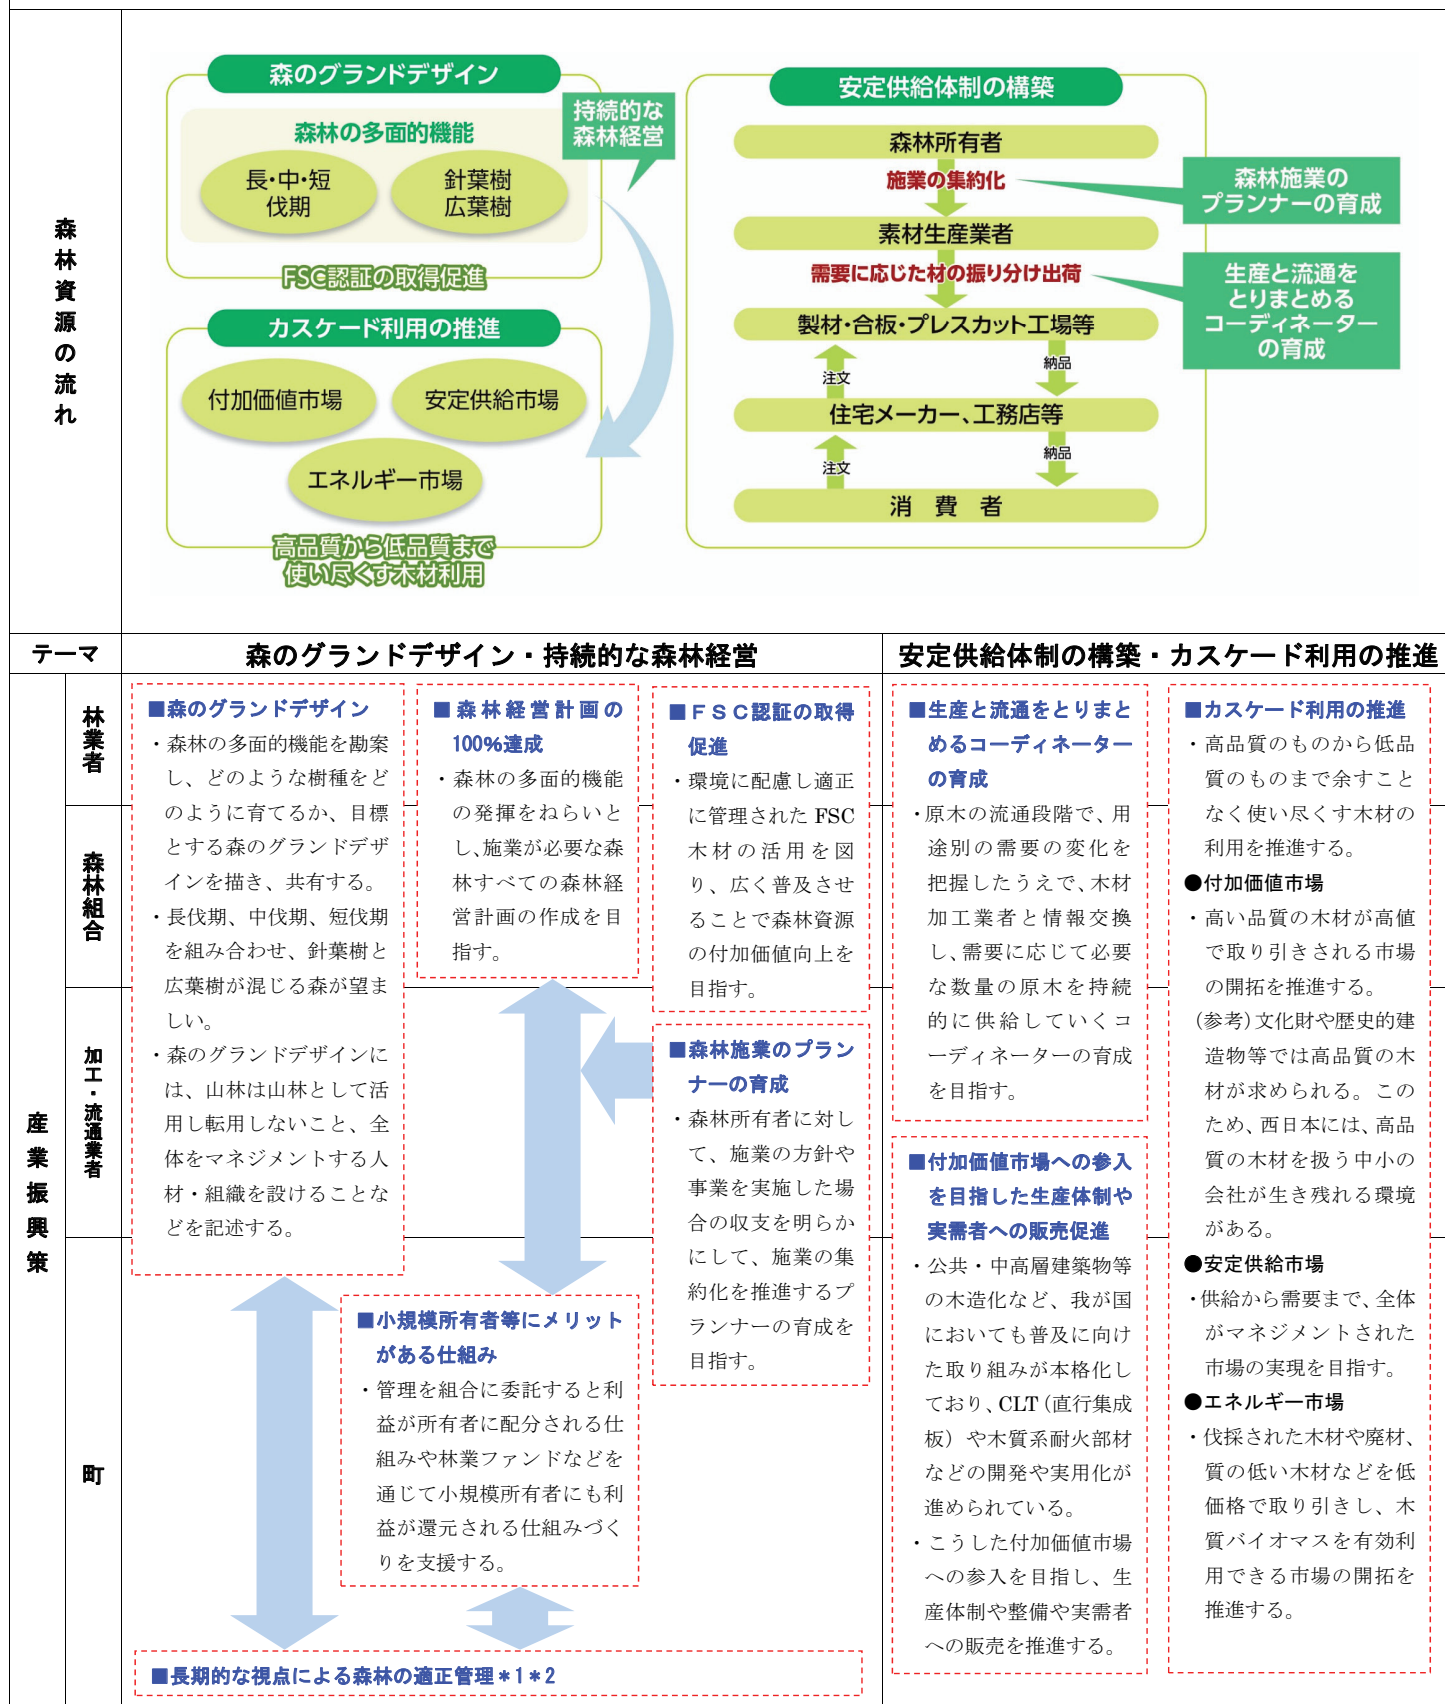 森林資源の流れ
森のグランドデザイン
森林の多面的機能
長・中・短
伐期
針葉樹
広葉樹
FSC認証の取得促進
持続的な
森林経営
カスケード利用の推進
付加価値市場
安定供給市場
エネルギー市場
高品質から低品質まで
使い尽くす木材利用
安定供給体制の構築
森林所有者
施業の集約化
素材生産業者
需要に応じた材の振り分け出荷
製材・合板・プレスカット工場等
注文
納品
住宅メーカー、工務店等
注文
納品
消 費 者
森林施業の
プランナーの育成
生産と流通を
とりまとめる
コーディネーター
の育成
テーマ
森のグランドデザイン・持続的な森林経営
安定供給体制の構築・カスケード利用の推進
産業振興策
林業者
森林組合
加工・流通業者
町
■森のグランドデザイン
・森林の多面的機能を勘案
し、どのような樹種をど
のように育てるか、目標
とする森のグランドデザ
インを描き、共有する。
・長伐期、中伐期、短伐期
を組み合わせ、針葉樹と
広葉樹が混じる森が望ま
しい。
・森のグランドデザインに
は、山林は山林として活
用し転用しないこと、全
体をマネジメントする人
材・組織を設けることな
どを記述する。
■森林経営計画の
100％達成
・森林の多面的機能
の発揮をねらいと
し、施業が必要な森
林すべての森林経
営計画の作成を目
指す。
■ＦＳＣ認証の取得
促進
・環境に配慮し適正
に管理された FSC
木材の活用を図
り、広く普及させ
ることで森林資源
の付加価値向上を
目指す。
■森林施業のプラン
ナーの育成
・森林所有者に対し
て、施業の方針や
事業を実施した場
合の収支を明らか
にして、施業の集
約化を推進するプ
ランナーの育成を
目指す。
■小規模所有者等にメリット
がある仕組み
・管理を組合に委託すると利
益が所有者に配分される仕
組みや林業ファンドなどを
通じて小規模所有者にも利
益が還元される仕組みづく
りを支援する。
■長期的な視点による森林の適正管理＊1＊2
■生産と流通をとりまと
めるコーディネーター
の育成
・原木の流通段階で、用
途別の需要の変化を
把握したうえで、木材
加工業者と情報交換
し、需要に応じて必要
な数量の原木を持続
的に供給していくコ
ーディネーターの育成
を目指す。
■付加価値市場への参入
を目指した生産体制や
実需者への販売促進
・公共・中高層建築物等
の木造化など、我が国
においても普及に向け
た取り組みが本格化し
ており、CLT（直行集成
板）や木質系耐火部材
などの開発や実用化が
進められている。
・こうした付加価値市場
への参入を目指し、生
産体制や整備や実需者
への販売を推進する。
■カスケード利用の推進
・高品質のものから低品
質のものまで余すこと
なく使い尽くす木材の
利用を推進する。
●付加価値市場
・高い品質の木材が高値
で取り引きされる市場
の開拓を推進する。
(参考)文化財や歴史的建
造物等では高品質の木
材が求められる。この
ため、西日本には、高品
質の木材を扱う中小の
会社が生き残れる環境
がある。
●安定供給市場
・供給から需要まで、全体
がマネジメントされた
市場の実現を目指す。
●エネルギー市場
・伐採された木材や廃材、
質の低い木材などを低
価格で取り引きし、木
質バイオマスを有効利
用できる市場の開拓を
推進する。